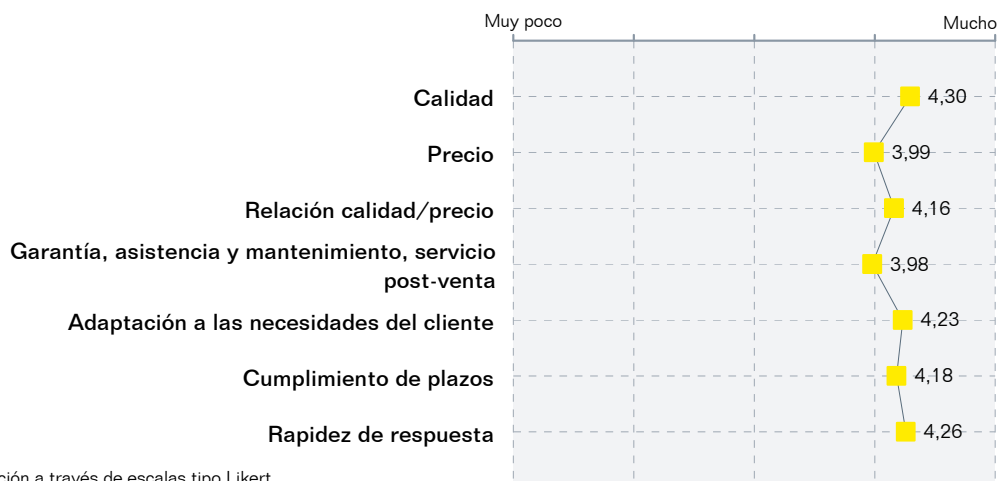 Muy poco
Mucho
Calidad
4,30
Precio
3,99
Relación calidad/precio
4,16
Garantía, asistencia y mantenimiento, servicio
post-venta
3,98
Adaptación a las necesidades del cliente
4,23
Cumplimiento de plazos
4,18
Rapidez de respuesta
4,26
a través de escalas tipo Likert